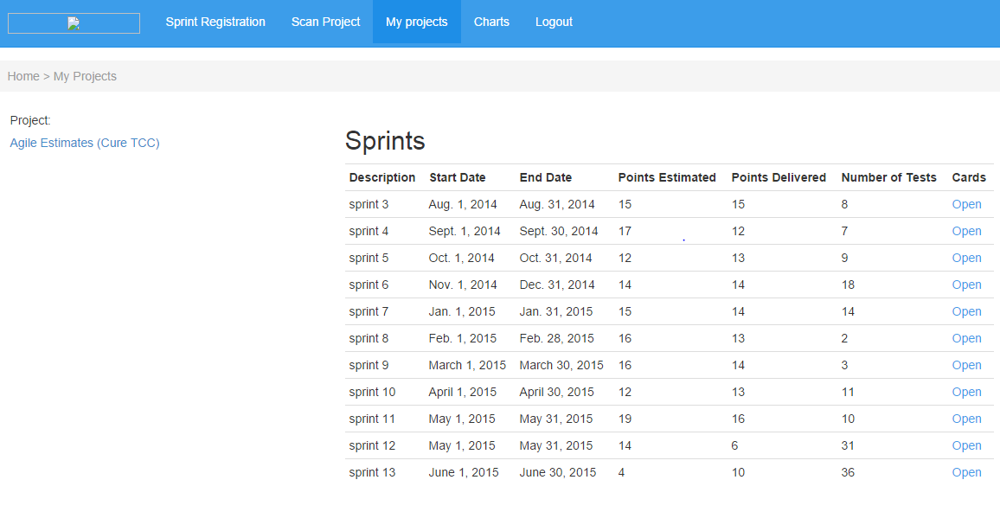 Sprint Registration Scan Project My projects Charts Logout
Home > My Projects
Project:
Agile Estimates (Cure TCC)
Sprints
Description Start Date End Date Points Estimated Points Delivered Number of Tests Cards
sprint 3 Aug. 1, 2014 Aug. 31, 2014 15 15 8 Open
sprint 4 Sept. 1, 2014 Sept. 30, 2014 17 12 7 Open
sprint 5 Oct. 1, 2014 Oct. 31, 2014 12 13 9 Open
sprint 6 Nov. 1, 2014 Dec. 31, 2014 14 14 18 Open
sprint 7 Jan. 1, 2015 Jan. 31, 2015 15 14 14 Open
sprint 8 Feb. 1, 2015 Feb. 28, 2015 16 13 2 Open
sprint 9 March 1, 2015 March 30, 2015 16 14 3 Open
sprint 10 April 1, 2015 April 30, 2015 12 13 11 Open
sprint 11 May 1, 2015 May 31, 2015 19 16 10 Open
sprint 12 May 1, 2015 May 31, 2015 14 6 31 Open
sprint 13 June 1, 2015 June 30, 2015 4 10 36 Open